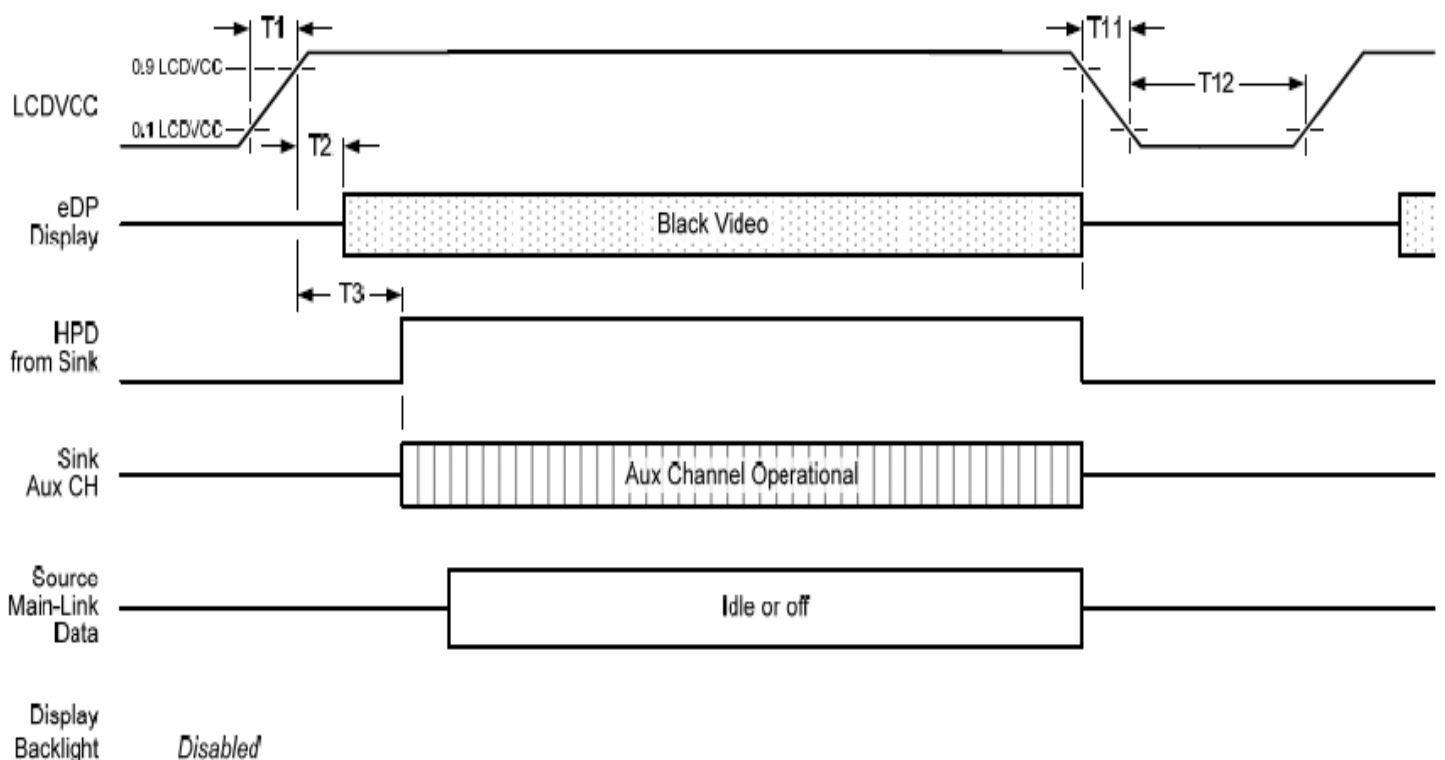 T1
T11
0.9 LCDVCC
T12
LCDVCC
0.1 LCDVCC
T2
eDP
Display
Black Video
T3
HPD
from Sink
Sink
Aux CH
Aux Channel Operational
Source
Main-Link
Data
Idle or off
Display
Backlight
Disabled